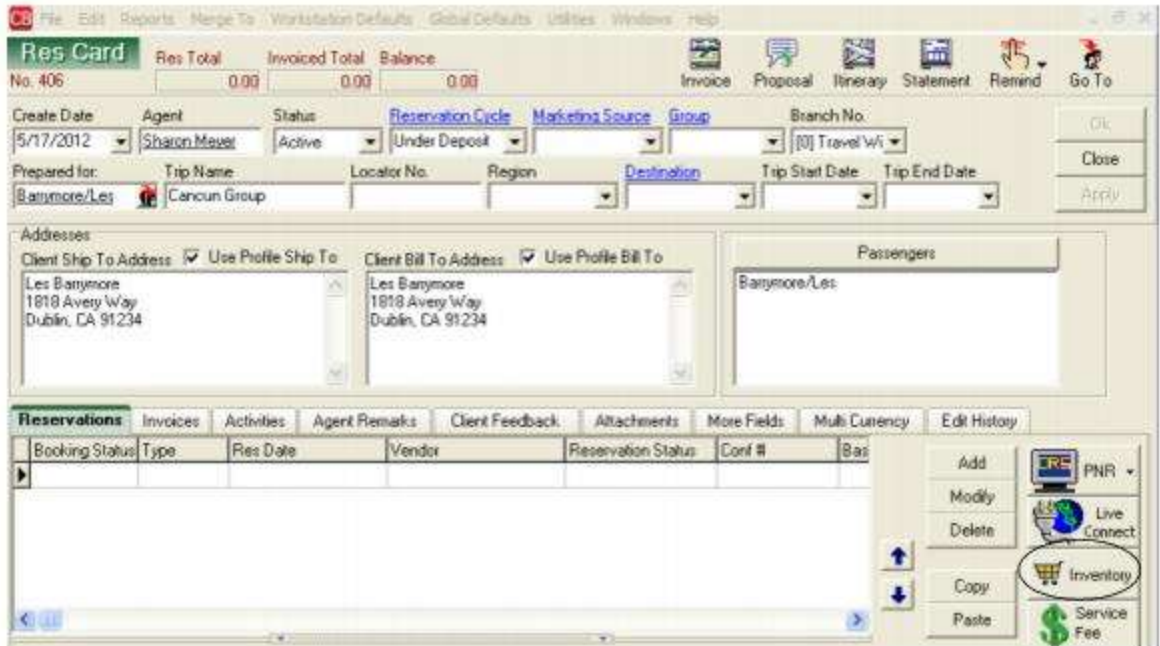 CB File Edit Reports Merge To Workstation Defaults Global Defaults Utilities Windows Help
Res Card Res Total Invoiced Total Balance
No. 406 0.00 0.00 0.00 Invoice Proposal Itinerary Statement Remind Go To
Create Date Agent Status Reservation Cycle Marketing Source Group Branch No. Ok
5/17/2012 Sharon Meyer Active Under Deposit [0] Travel Wi
Close
Prepared for: Trip Name Locator No. Region Destination Trip Start Date Trip End Date
Barrymore/Les Cancun Group Apply
Addresses
Client Ship To Address Use Profile Ship To Client Bill To Address Use Profile Bill To Passengers
Les Barrymore Les Barrymore Barrymore/Les
1818 Avery Way 1818 Avery Way
Dublin, CA 91234 Dublin, CA 91234
Reservations Invoices Activities Agent Remarks Client Feedback Attachments More Fields Multi Currency Edit History
Booking Status Type Res Date Vendor Reservation Status Conf # Bas
Add CRS PNR
Modify
Delete Live Connect
Copy Inventory
Paste Service Fee